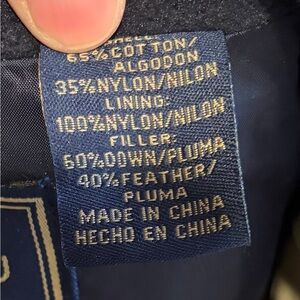 65%COTTON/
ALGODON
35%NYLON/NILON
LINING:
100%NYLON/NILON
FILLER:
60%DOWN/PLUMA
40%FEATHER/
PLUMA
MADE IN CHINA
HECHO EN CHINA